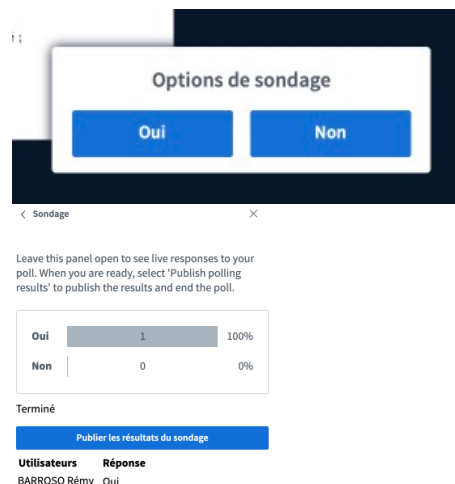 ;
Options de sondage
Oui Non
Sondage
Leave this panel open to see live responses to your
poll. When you are ready, select 'Publish polling
results' to publish the results and end the poll.
Oui 1 100%
Non 0 0%
Terminé
Publier les résultats du sondage
Utilisateurs Réponse
BARROSO Rémy Oui